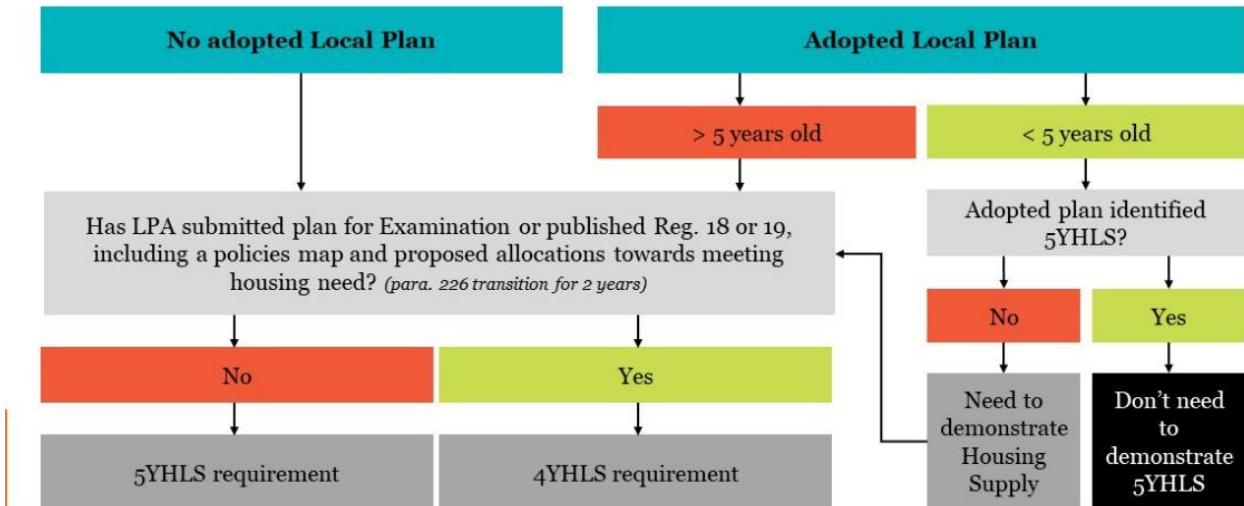 No adopted Local Plan
Adopted Local Plan
> 5 years old
< 5 years old
Has LPA submitted plan for Examination or published Reg. 18 or 19,
including a policies map and proposed allocations towards meeting
housing need? (para. 226 transition for 2 years)
Adopted plan identified
5YHLS?
No
Yes
No
Yes
5YHLS requirement
4YHLS requirement
Need to
demonstrate
Housing
Supply
Don’t need
to
demonstrate
5YHLS